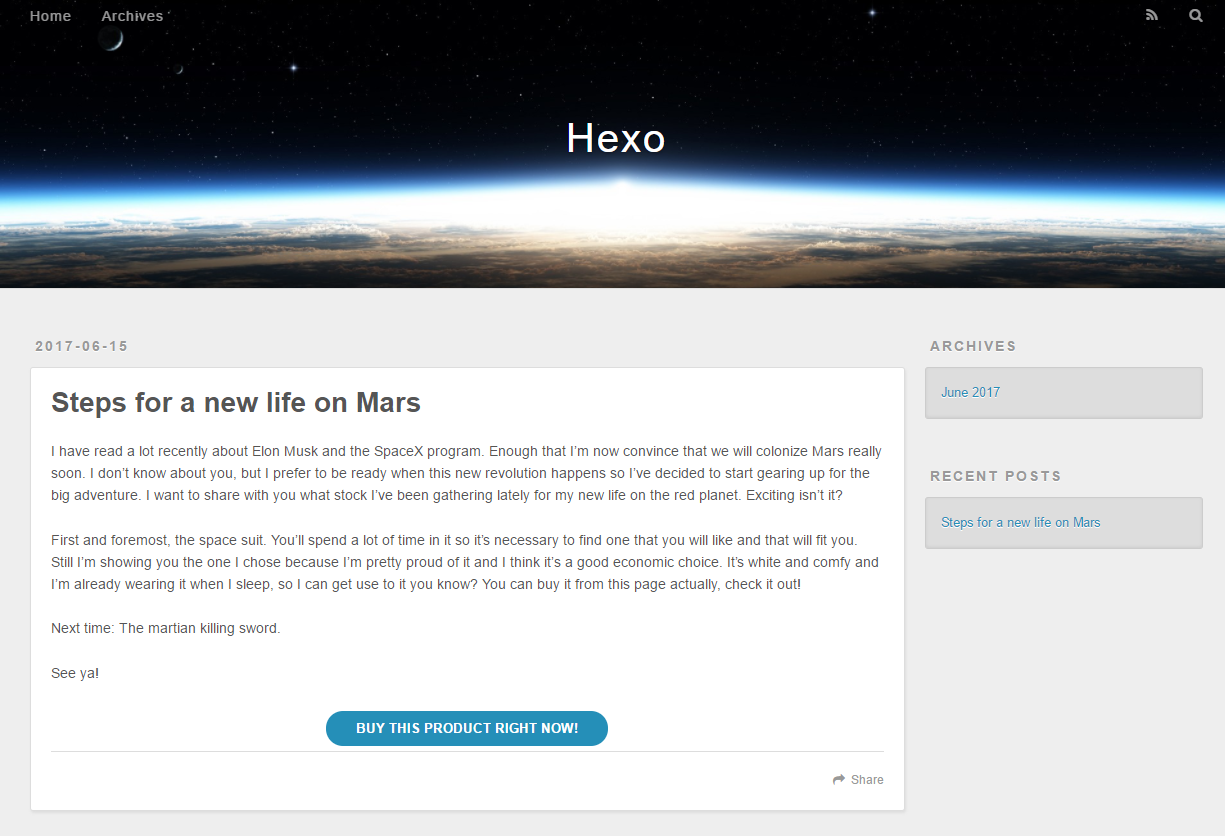 Home
Archives
Hexo
2017-06-15
Steps for a new life on Mars
I have read a lot recently about Elon Musk and the SpaceX program. Enough that I'm now convince that we will colonize Mars really
soon. I don't know about you, but I prefer to be ready when this new revolution happens so I've decided to start gearing up for the
big adventure. I want to share with you what stock I've been gathering lately for my new life on the red planet. Exciting isn't it?
First and foremost, the space suit. You'll spend a lot of time in it so it's necessary to find one that you will like and that will fit you.
Still I'm showing you the one I chose because I'm pretty proud of it and I think it's a good economic choice. It's white and comfy and
I'm already wearing it when I sleep, so I can get use to it you know? You can buy it from this page actually, check it out!
Next time: The martian killing sword.
See ya!
BUY THIS PRODUCT RIGHT NOW!
Share
ARCHIVES
June 2017
RECENT POSTS
Steps for a new life on Mars